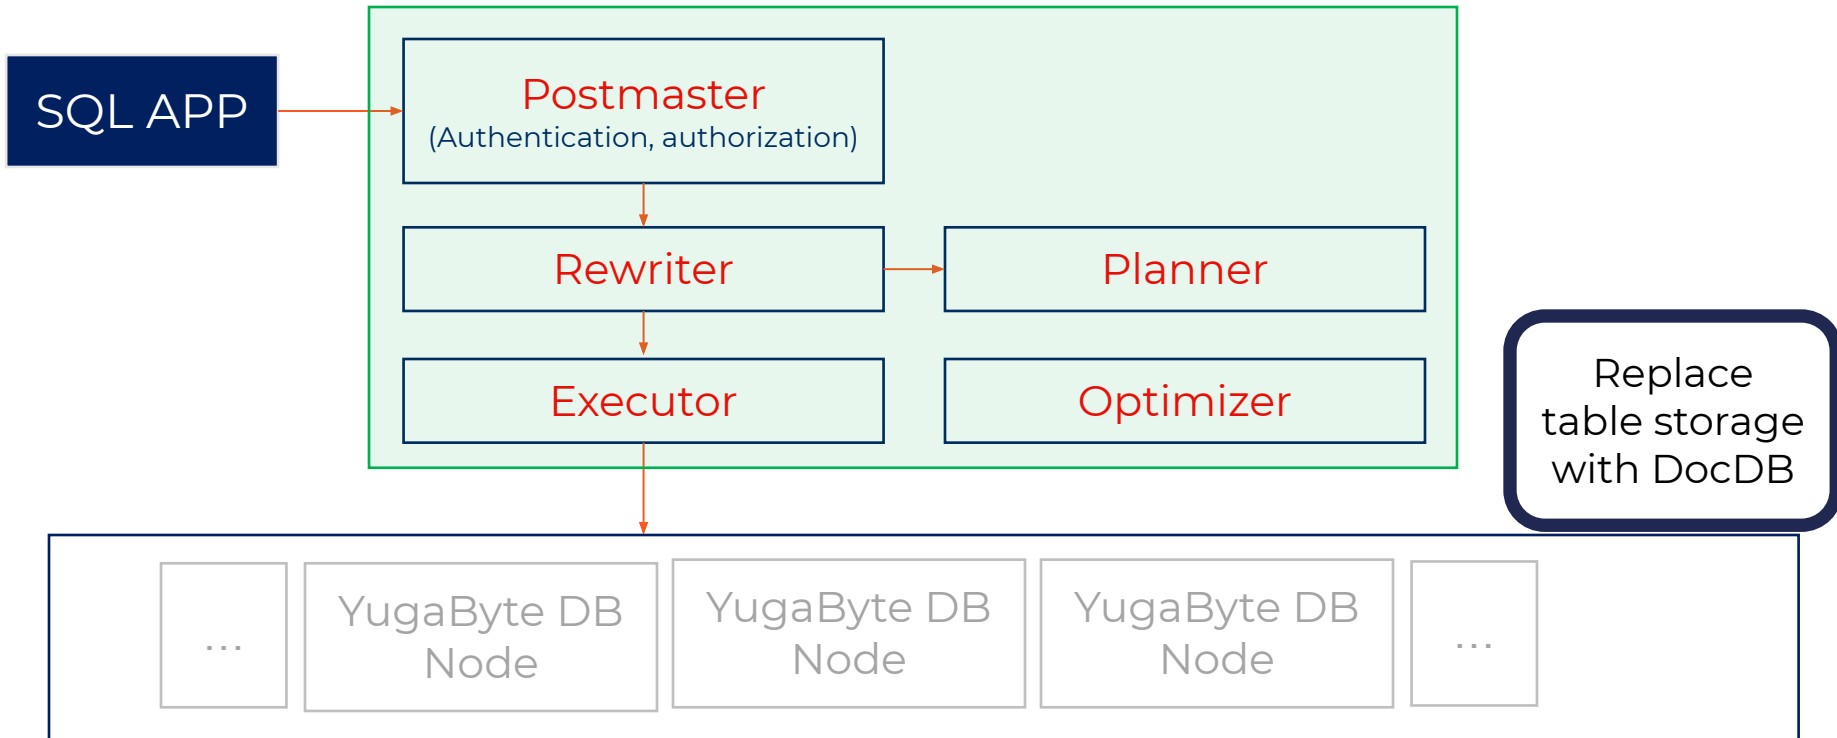 SQL APP
Postmaster
(Authentication, authorization)
Rewriter
Planner
Executor
Optimizer
Replace
table storage
with DocDB
...
YugaByte DB
Node
YugaByte DB
Node
YugaByte DB
Node
...